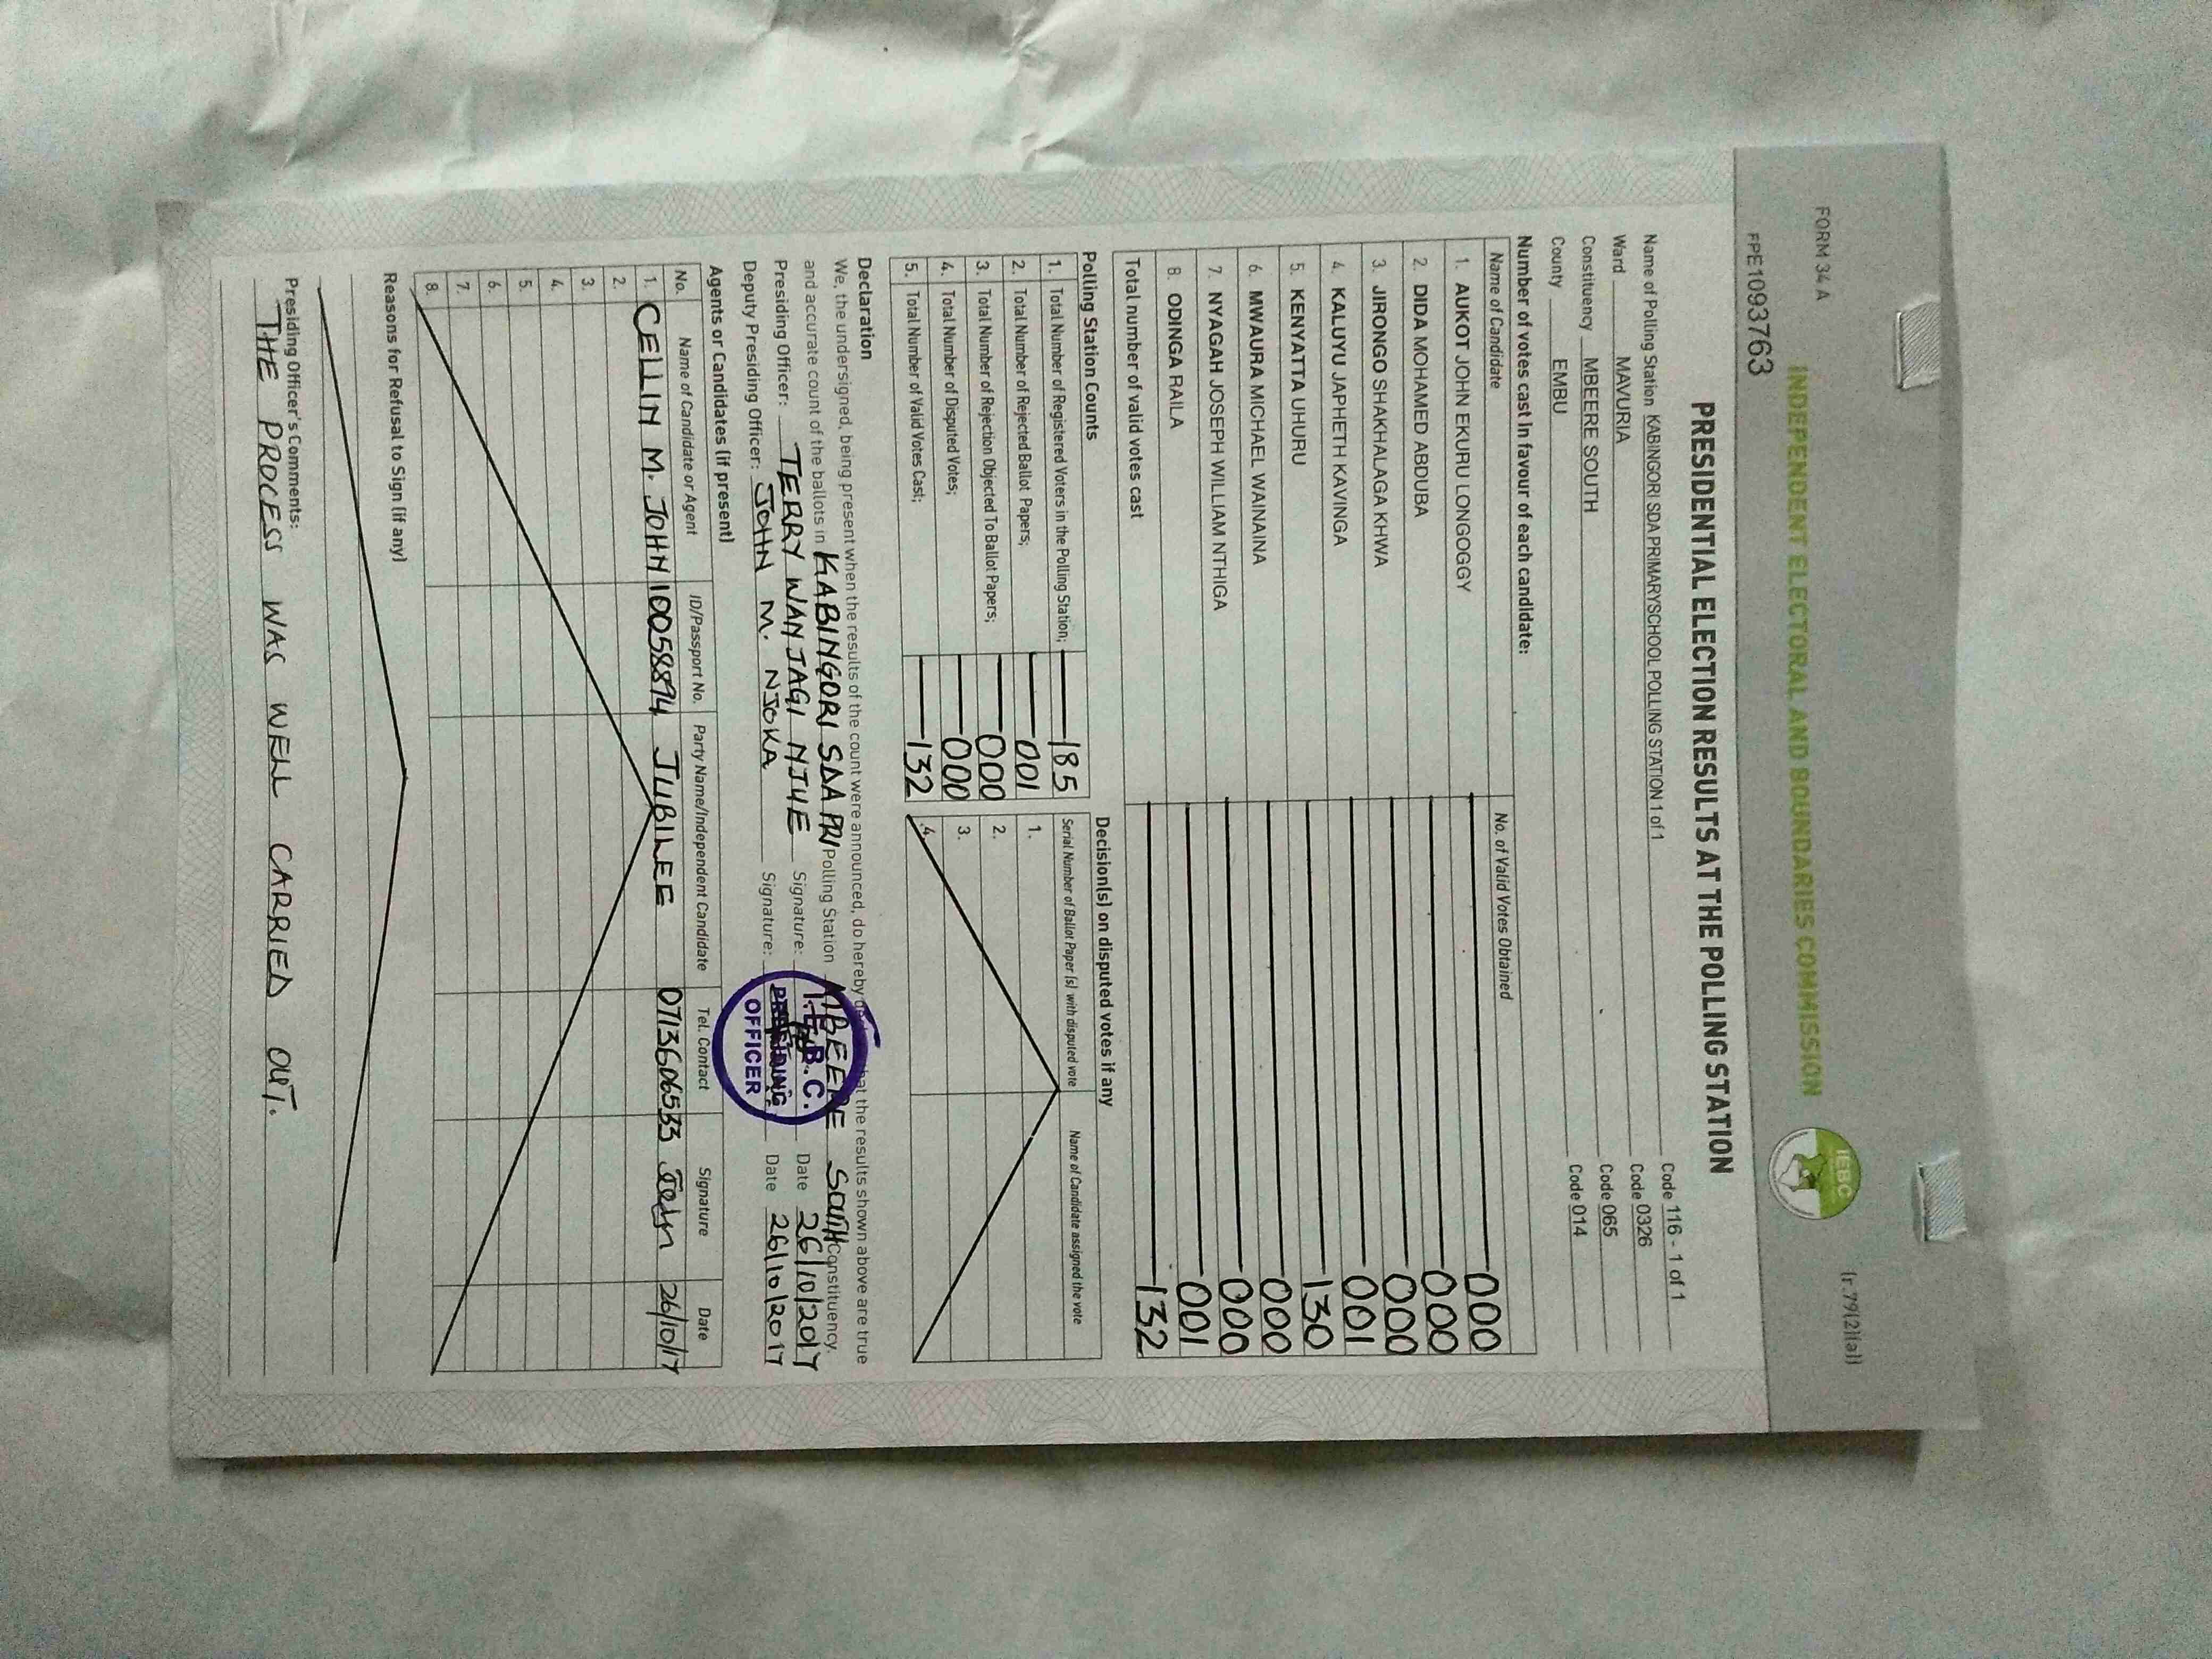 FORM 34 A
(r.79(2)(a))
INDEPENDENT ELECTORAL AND BOUNDARIES COMMISSION
IEBC
FPE1093763
PRESIDENTIAL ELECTION RESULTS AT THE POLLING STATION
Name of Polling Station KABINGORI SDA PRIMARYSCHOOL POLLING STATION 1 of 1 Code 116 - 1 of 1
Ward MAVURIA Code 0326
Constituency MBEERE SOUTH Code 065
County EMBU Code 014
Number of votes cast In favour of each candidate:
Name of Candidate No. of Valid Votes Obtained
1. AUKOT JOHN EKURU LONGOGGY 000
2. DIDA MOHAMED ABDUBA 000
3. JIRONGO SHAKHALAGA KHWA 000
4. KALUYU JAPHETH KAVINGA 001
5. KENYATTA UHURU 130
6. MWAURA MICHAEL WAINAINA 000
7. NYAGAH JOSEPH WILLIAM NTHIGA 000
8. ODINGA RAILA 001
Total number of valid votes cast 132
Polling Station Counts
1. Total Number of Registered Voters in the Polling Station; 185
2. Total Number of Rejected Ballot Papers; 001
3. Total Number of Rejection Objected To Ballot Papers; 000
4. Total Number of Disputed Votes; 000
5. Total Number of Valid Votes Cast; 132
Decision(s) on disputed votes if any
Serial Number of Ballot Paper (s) with disputed vote Name of Candidate assigned the vote
1.
2.
3.
4.
Declaration
We, the undersigned, being present when the results of the count were announced, do hereby that the results shown above are true
and accurate count of the ballots in KABINGORI SDA PRI Polling Station MBEERE SOUTH Constituency.
Presiding Officer: TERRY WANJAGI NJUE Signature: Date 26/10/2017
Deputy Presiding Officer: JOHN M. NJOKA Signature: Date 26/10/2017
I.E.B.C.
PRESIDING
OFFICER
Agents or Candidates (if present)
No. Name of Candidate or Agent ID/Passport No. Party Name/Independent Candidate Tel. Contact Signature Date
1. CELLIN M. JOHN 10058894 JUBILEE 0713606533 26/10/17
2.
3.
4.
5.
6.
7.
8.
Reasons for Refusal to Sign (if any)
Presiding Officer's Comments:
THE PROCESS WAS WELL CARRIED OUT.